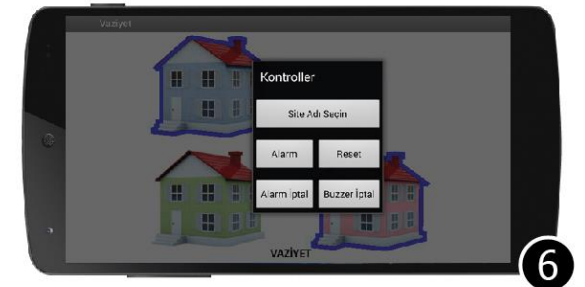 Vaziyet
Kontroller
Site Adı Seçin
Alarm
Reset
Alarm İptal
Buzzer İptal
VAZİYET
6